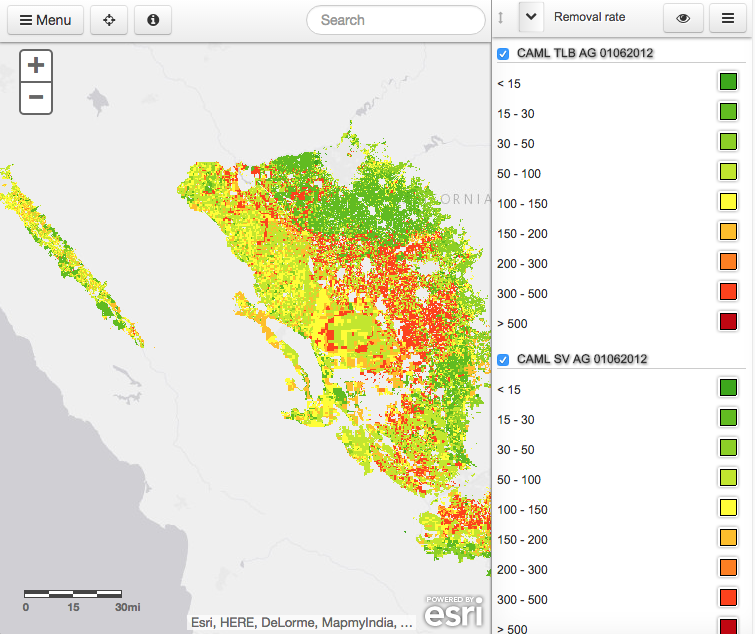 Menu
Search
Removal rate
CAML TLB AG 01062012
< 15
15 - 30
30 - 50
50 - 100
100 - 150
150 - 200
200 - 300
300 - 500
> 500
CAML SV AG 01062012
< 15
15 - 30
30 - 50
50 - 100
100 - 150
150 - 200
200 - 300
300 - 500
> 500
ORNIA
0 15 30mi
Esri, HERE, DeLorme, MapmyIndia, ...
POWERED BY
esri